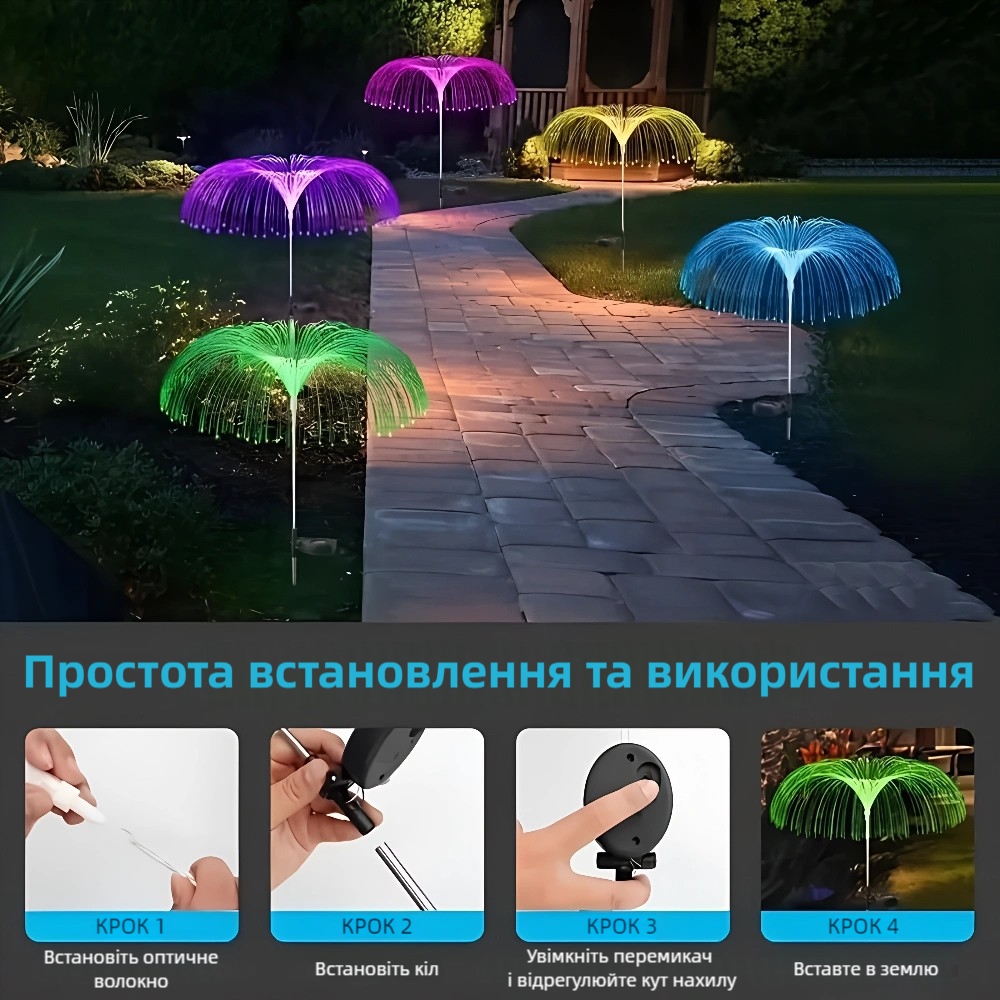 Простота встановлення та використання
КРОК 1
Встановіть оптичне
волокно
КРОК 2
Встановіть кіл
КРОК 3
Увімкніть перемикач
і відрегулюйте кут нахилу
КРОК 4
Вставте в землю